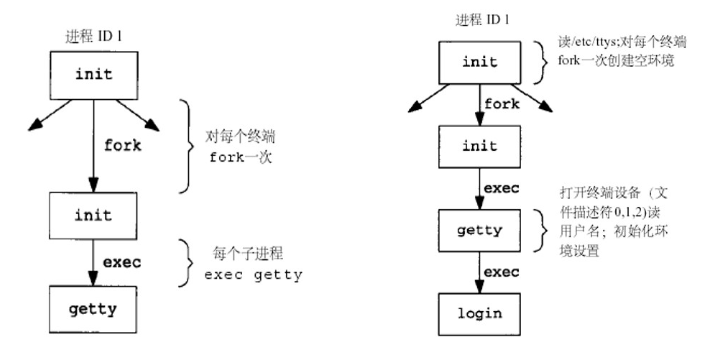 进程 ID 1
init
fork
对每个终端
fork一次
init
exec
每个子进程
exec getty
getty
进程 ID 1
init
读/etc/ttys;对每个终端
fork一次创建空环境
fork
init
exec
打开终端设备（文
件描述符0,1,2)读
用户名；初始化环
境设置
getty
exec
login